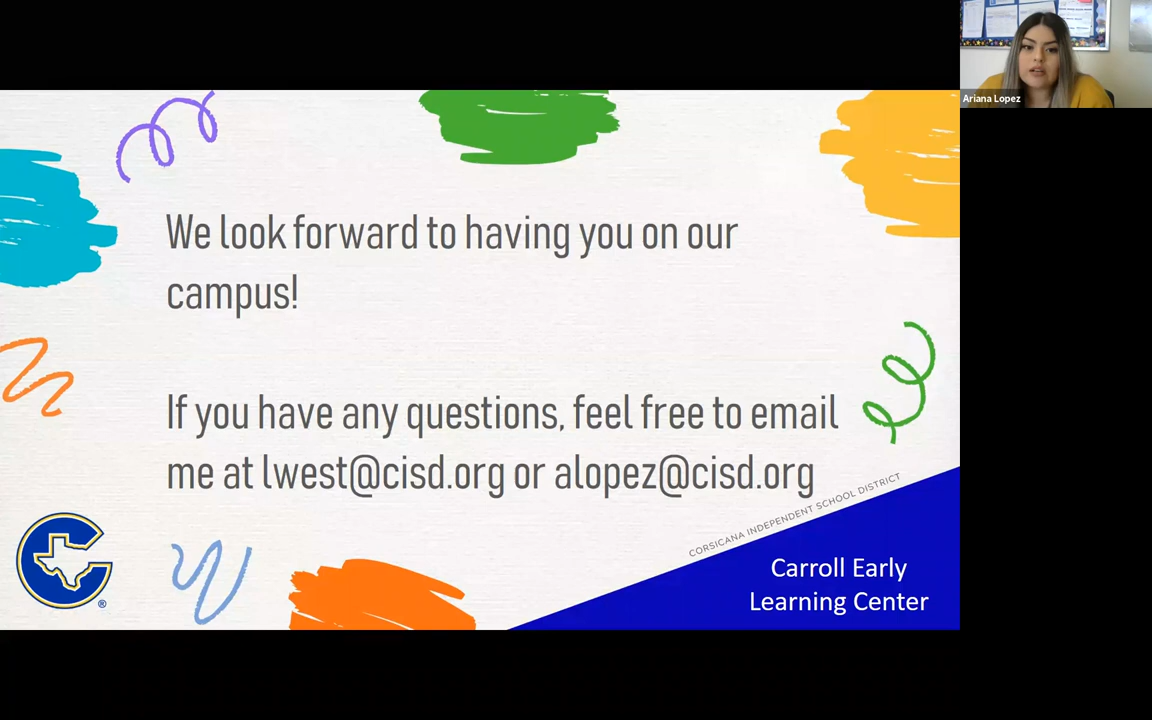 Ariana Lopez
We look forward to having you on our
campus!
If you have any questions, feel free to email
me at lwest@cisd.org or alopez@cisd.org
CORSICANA INDEPENDENT SCHOOL DISTRICT
Carroll Early
Learning Center
®